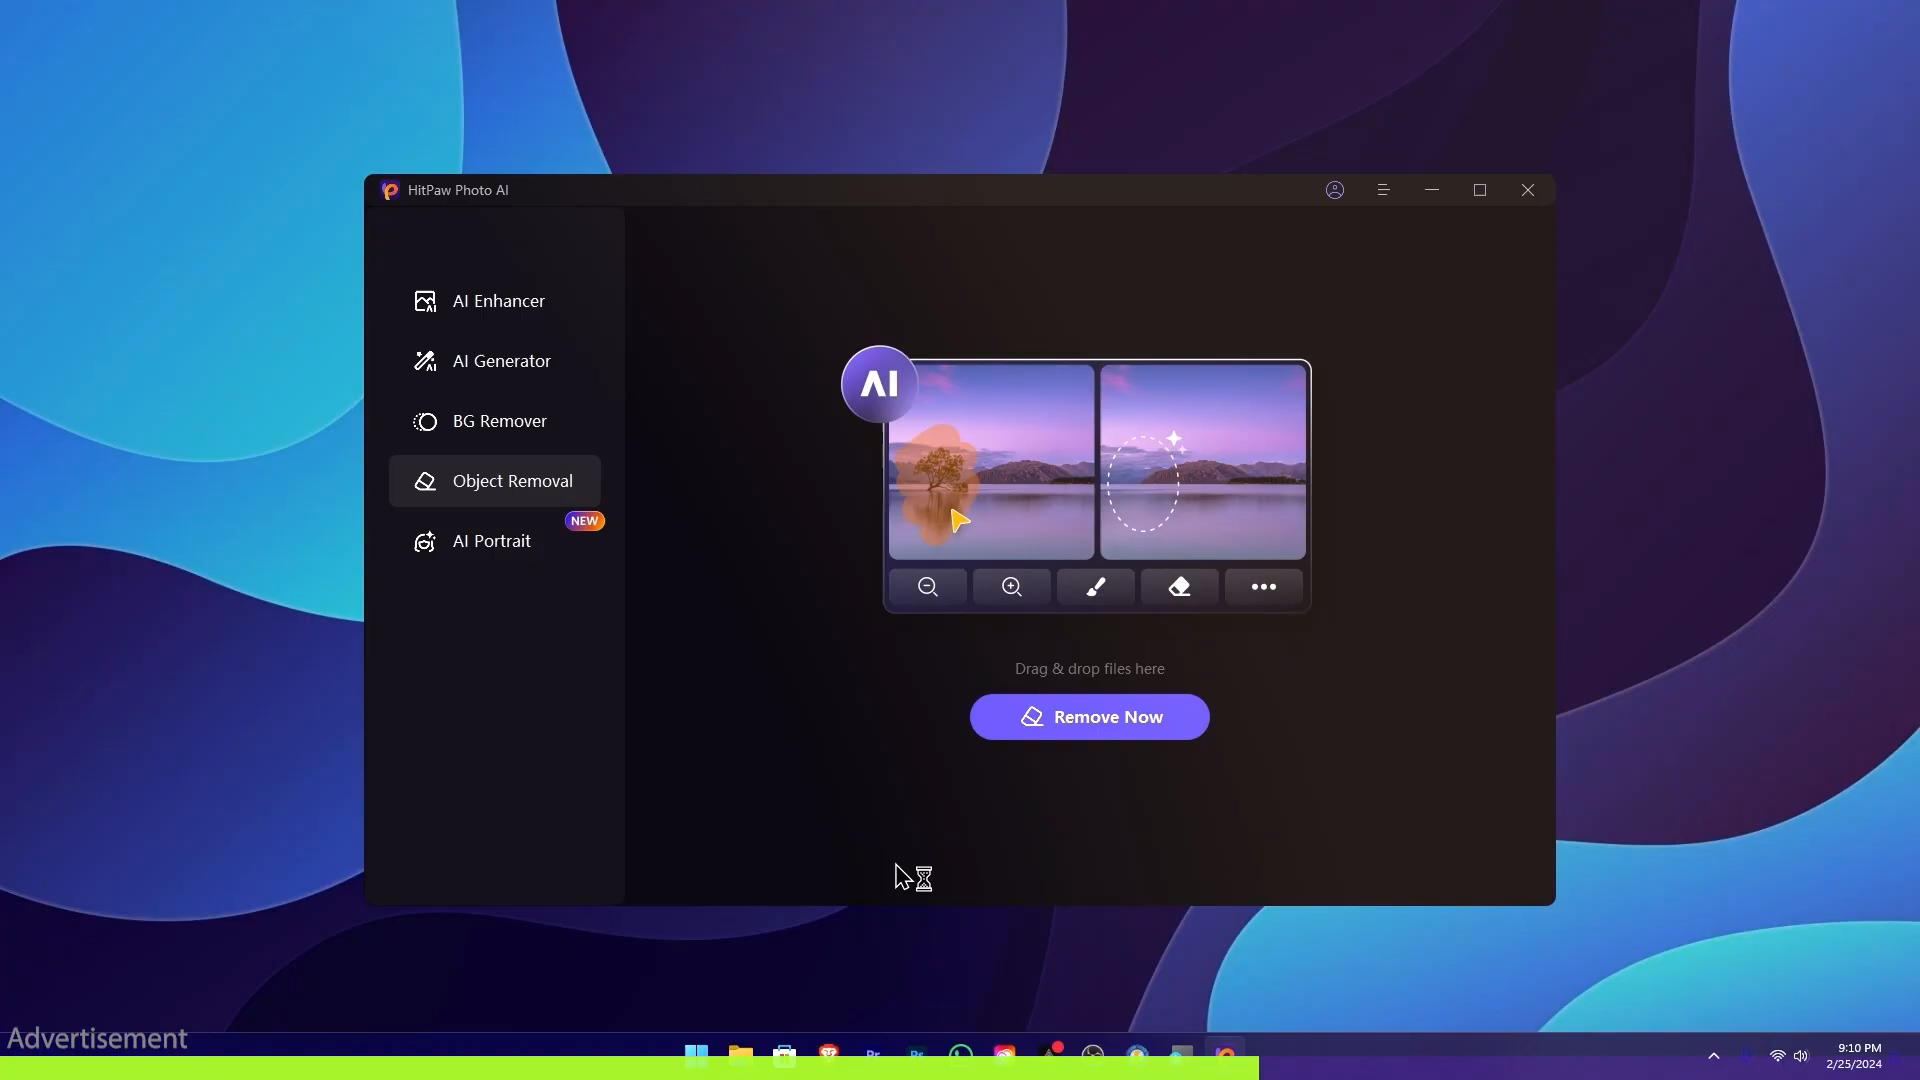 HitPaw Photo AI
AI Enhancer
AI Generator
BG Remover
Object Removal
NEW
AI Portrait
AI
Drag & drop files here
Remove Now
Advertisement
Pr
9:10 PM
2/25/2024